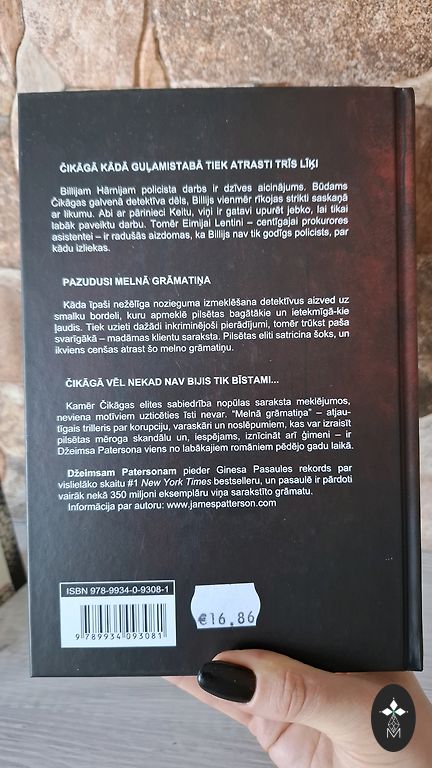 ČIKĀGĀ KĀDĀ GUĻAMISTABĀ TIEK ATRASTI TRĪS LĪĶI
Billijam Hārnijam policista darbs ir dzīves aicinājums. Būdams
Čikāgas galvenā detektīva dēls, Billijs vienmēr rīkojas strikti saskaņā
ar likumu. Abi ar pārinieci Keitu, viņi ir gatavi upurēt jebko, lai tikai
labāk paveiktu darbu. Tomēr Eimijai Lentini – centīgajai prokurores
asistentei – ir radušās aizdomas, ka Billijs nav tik godīgs policists, par
kādu izliekas.
PAZUDUSI MELNĀ GRĀMATIŅA
Kāda īpaši nežēlīga nozieguma izmeklēšana detektīvus aizved uz
smalku bordeli, kuru apmeklē pilsētas bagātākie un ietekmīgā-kie
ļaudis. Tiek uzieti dažādi inkriminējoši pierādījumi, tomēr trūkst paša
svarīgākā – madāmas klientu saraksta. Pilsētas eliti satricina šoks, un
ikviens cenšas atrast šo melno grāmatiņu.
ČIKĀGĀ VĒL NEKAD NAV BIJIS TIK BĪSTAMI...
Kamēr Čikāgas elites sabiedrība nopūlas saraksta meklējumos,
neviena motīviem uzticēties īsti nevar. "Melnā grāmatiņa" – atjau-
tīgais trilleris par korupciju, varaskāri un noslēpumiem, kas var izraisīt
pilsētas mēroga skandālu un, iespējams, iznīcināt arī ģimeni – ir
Džeimsa Patersona viens no labākajiem romāniem pēdējo gadu laikā.
Džeimsam Patersonam pieder Ginesa Pasaules rekords par
vislielāko skaitu #1 New York Times bestselleru, un pasaulē ir pārdoti
vairāk nekā 350 miljoni eksemplāru viņa sarakstīto grāmatu.
Informācija par autoru: www.jamespatterson.com
ISBN 978-9934-0-9308-1
9 789934 093081
€16.86
M